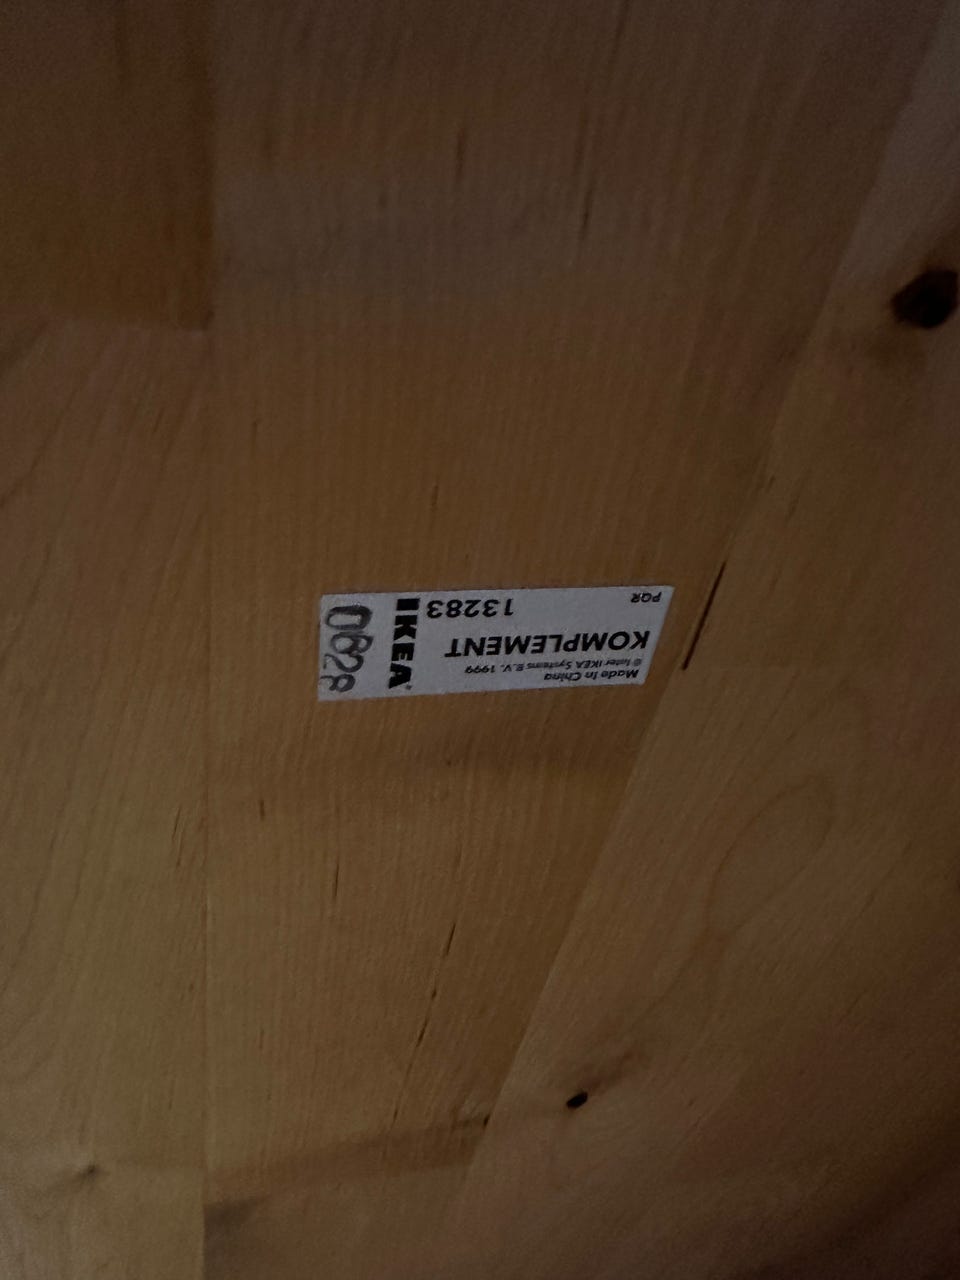 Made in China
© Inter IKEA Systems B.V. 1999
KOMPLEMENT
PQR
13283
IKEA®